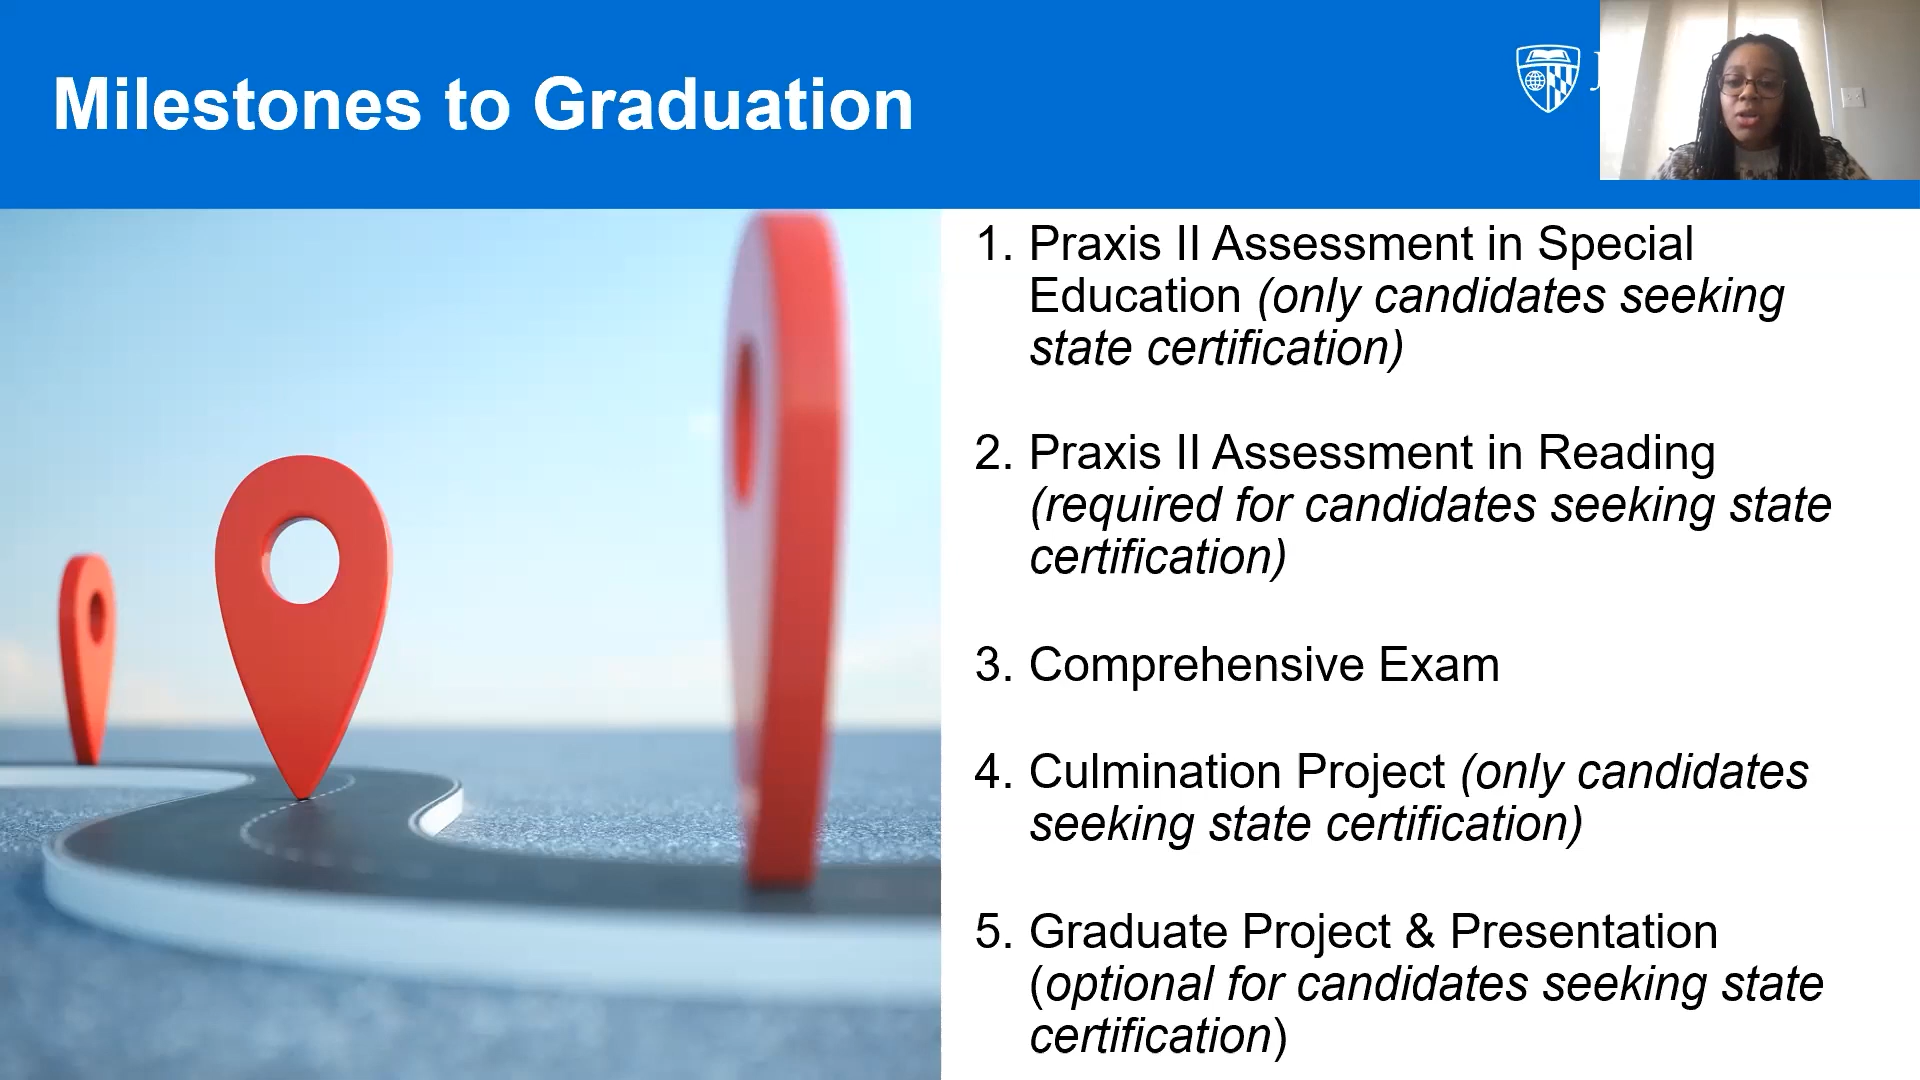 Milestones to Graduation
1. Praxis II Assessment in Special
Education (only candidates seeking
state certification)
2. Praxis II Assessment in Reading
(required for candidates seeking state
certification)
3. Comprehensive Exam
4. Culmination Project (only candidates
seeking state certification)
5. Graduate Project & Presentation
(optional for candidates seeking state
certification)